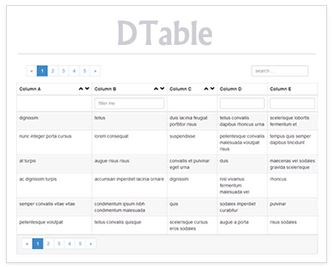 DTable
« 1 2 3 4 5 » search ...
Column A Column B Column C Column D Column E
filter me
dignissim tellus duis lacinia feugiat tellus convallis scelerisque lobortis
porttitor risus dapibus rhoncus urna fermentum et
nunc integer porta cursus lorem consequat suspendisse pellentesque convallis tempus quis semper
malesuada volutpat dapibus tincidunt
risus
at turpis augue risus risus convallis et pulvinar duis maecenas vel sodales
eget urna gravida scelerisque
ac dignissim turpis accumsan imperdiet lacinia ornare dignissim nisl vivamus rhoncus
fermentum
malesuada vel
semper convallis vitae vitae condimentum ipsum nibh quis sodales imperdiet pulvinar
condimentum malesuada curabitur
pellentesque volutpat tellus convallis quisque scelerisque cursus augue a porta risus sodales
eros sodales
« 1 2 3 4 5 »